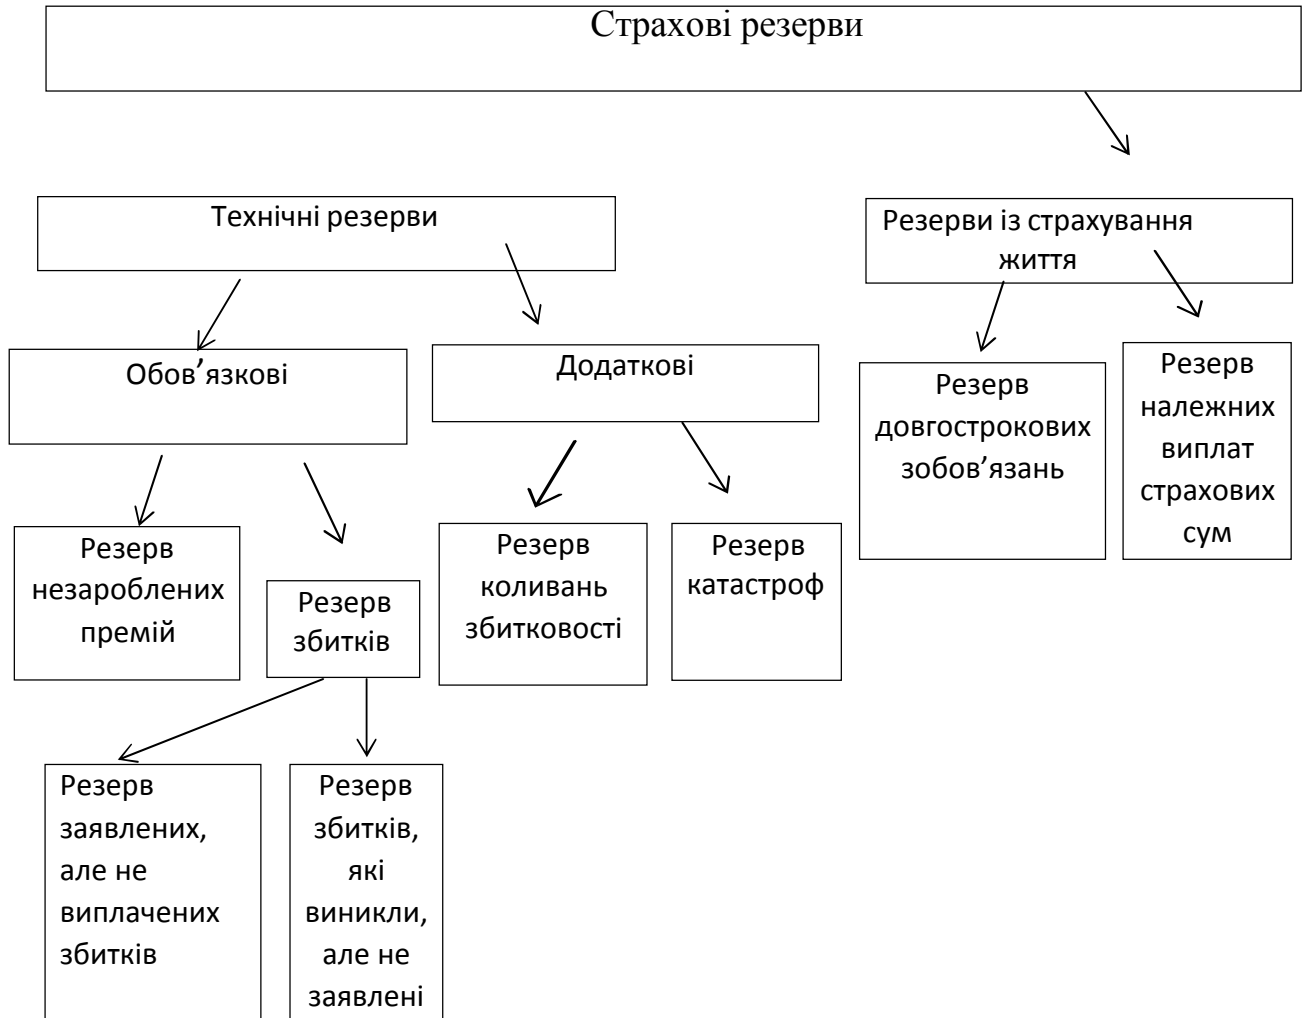 Страхові резерви
Технічні резерви
Резерви із страхування
життя
Обов’язкові
Додаткові
Резерв
довгострокових
зобов’язань
Резерв
належних
виплат
страхових
сум
Резерв
незароблених
премій
Резерв
збитків
Резерв
коливань
збитковості
Резерв
катастроф
Резерв
заявлених,
але не
виплачених
збитків
Резерв
збитків,
які
виникли,
але не
заявлені